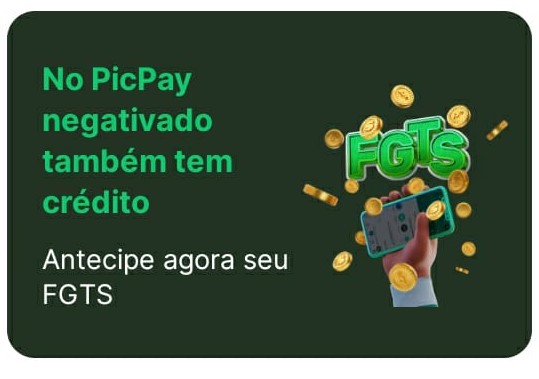 No PicPay
negativado
também tem
crédito
Antecipe agora seu
FGTS
FGTS